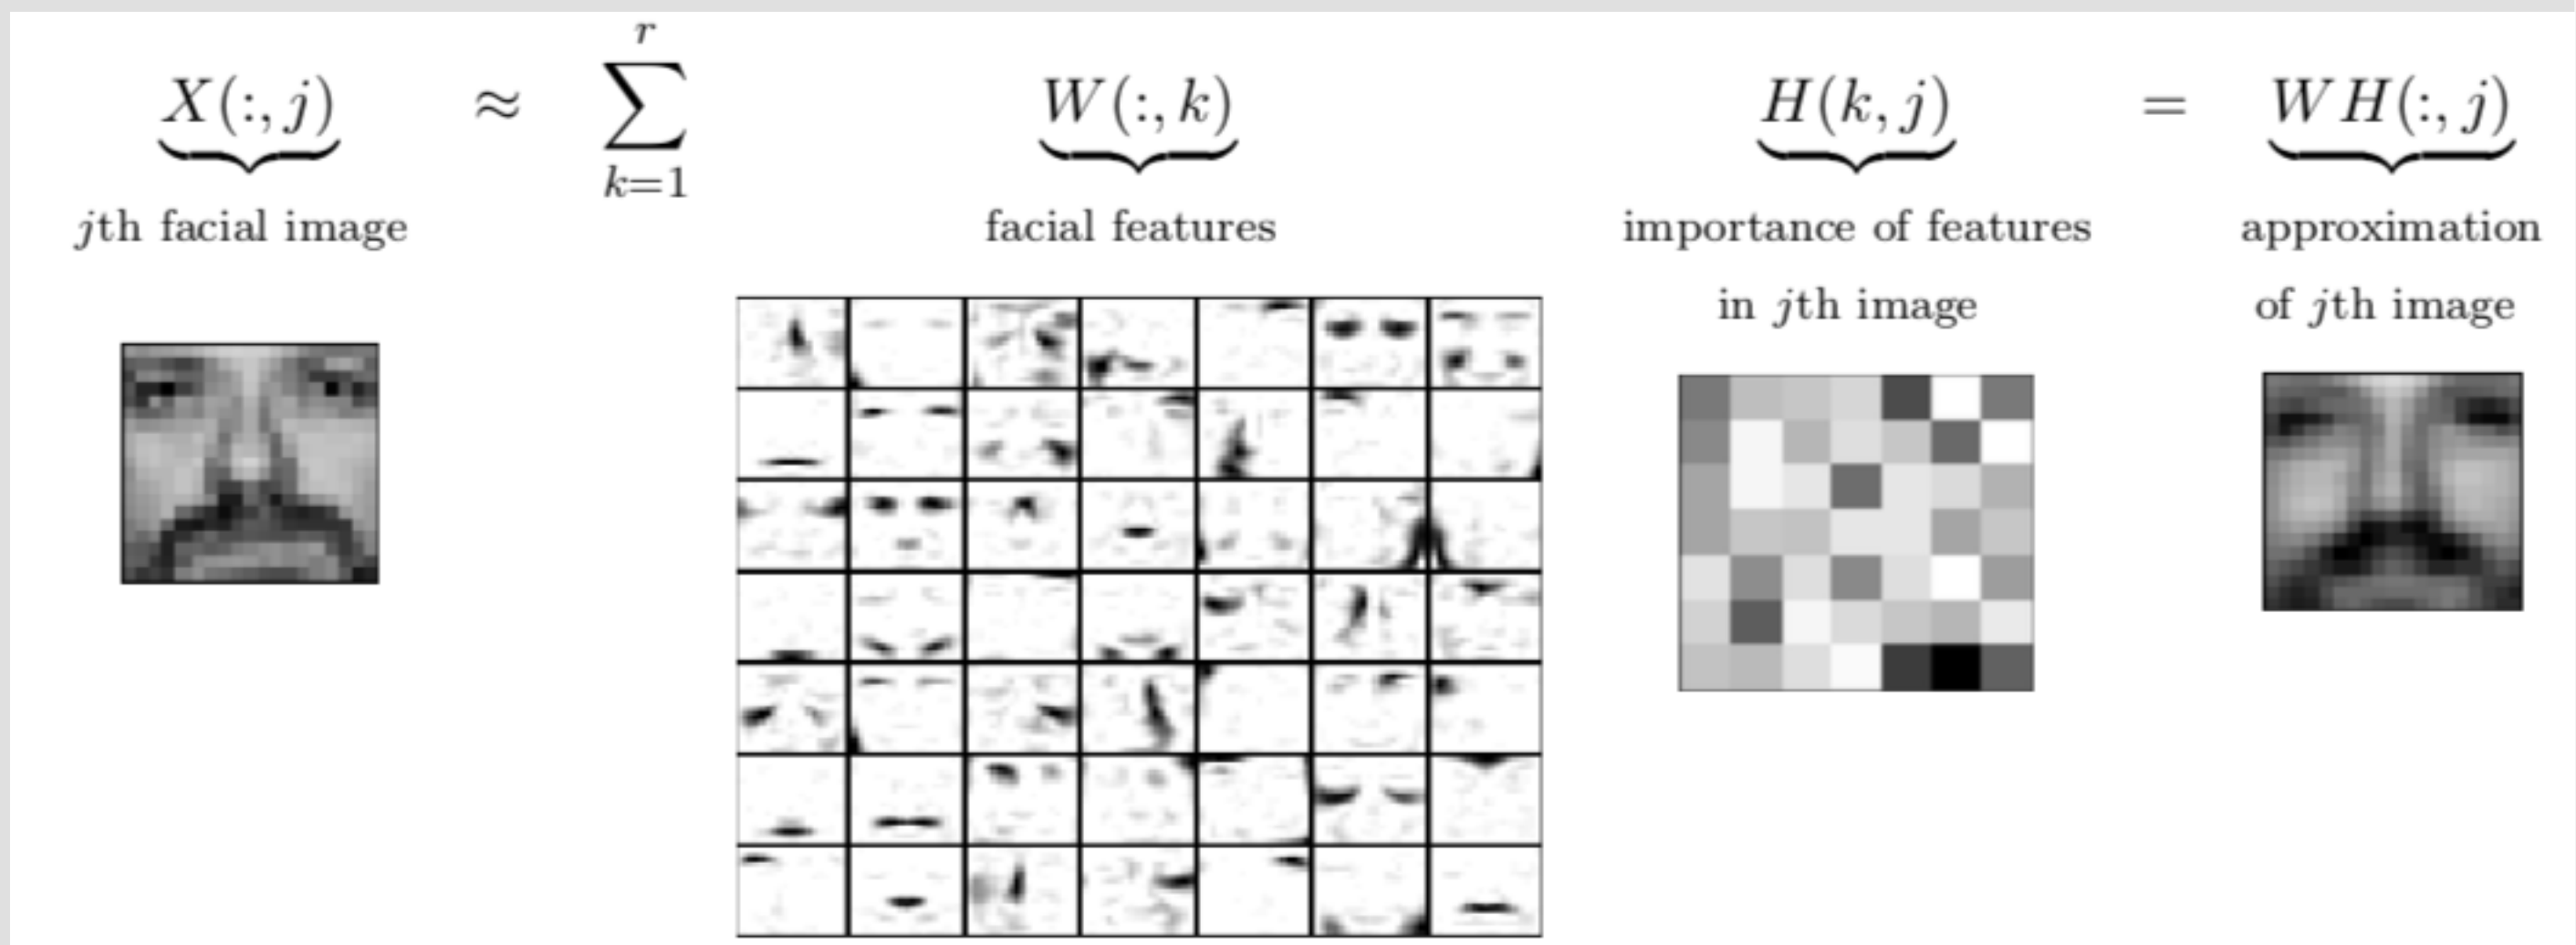 X(:, j) ≈ ∑_{k=1}^{r} W(:, k) H(k, j) = WH(:, j)
jth facial image
facial features
importance of features
in jth image
approximation
of jth image